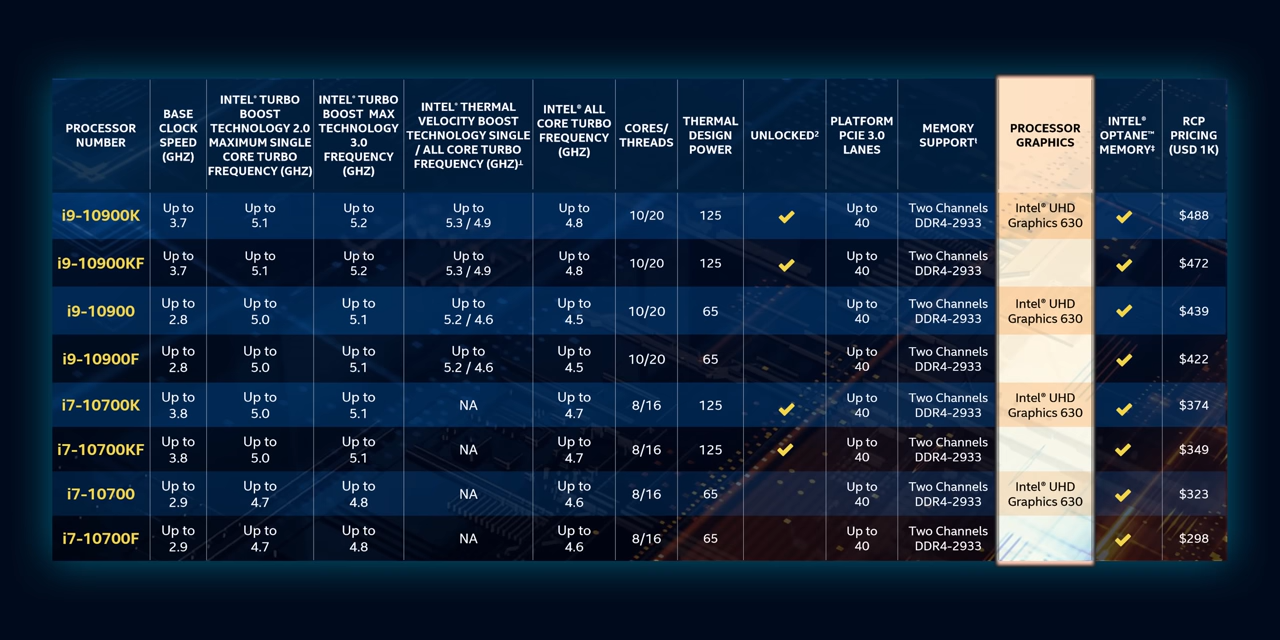 PROCESSOR NUMBER
BASE CLOCK SPEED (GHZ)
INTEL® TURBO BOOST TECHNOLOGY 2.0 MAXIMUM SINGLE CORE TURBO FREQUENCY (GHZ)
INTEL® TURBO BOOST MAX TECHNOLOGY 3.0 FREQUENCY (GHZ)
INTEL® THERMAL VELOCITY BOOST TECHNOLOGY SINGLE / ALL CORE TURBO FREQUENCY (GHZ)⊥
INTEL® ALL CORE TURBO FREQUENCY (GHZ)
CORES/ THREADS
THERMAL DESIGN POWER
UNLOCKED²
PLATFORM PCIE 3.0 LANES
MEMORY SUPPORT¹
PROCESSOR GRAPHICS
INTEL® OPTANE™ MEMORY‡
RCP PRICING (USD 1K)
i9-10900K Up to 3.7 Up to 5.1 Up to 5.2 Up to 5.3 / 4.9 Up to 4.8 10/20 125 ✓ Up to 40 Two Channels DDR4-2933 Intel® UHD Graphics 630 ✓ $488
i9-10900KF Up to 3.7 Up to 5.1 Up to 5.2 Up to 5.3 / 4.9 Up to 4.8 10/20 125 ✓ Up to 40 Two Channels DDR4-2933 ✓ $472
i9-10900 Up to 2.8 Up to 5.0 Up to 5.1 Up to 5.2 / 4.6 Up to 4.5 10/20 65 Up to 40 Two Channels DDR4-2933 Intel® UHD Graphics 630 ✓ $439
i9-10900F Up to 2.8 Up to 5.0 Up to 5.1 Up to 5.2 / 4.6 Up to 4.5 10/20 65 Up to 40 Two Channels DDR4-2933 ✓ $422
i7-10700K Up to 3.8 Up to 5.0 Up to 5.1 NA Up to 4.7 8/16 125 ✓ Up to 40 Two Channels DDR4-2933 Intel® UHD Graphics 630 ✓ $374
i7-10700KF Up to 3.8 Up to 5.0 Up to 5.1 NA Up to 4.7 8/16 125 ✓ Up to 40 Two Channels DDR4-2933 ✓ $349
i7-10700 Up to 2.9 Up to 4.7 Up to 4.8 NA Up to 4.6 8/16 65 Up to 40 Two Channels DDR4-2933 Intel® UHD Graphics 630 ✓ $323
i7-10700F Up to 2.9 Up to 4.7 Up to 4.8 NA Up to 4.6 8/16 65 Up to 40 Two Channels DDR4-2933 ✓ $298